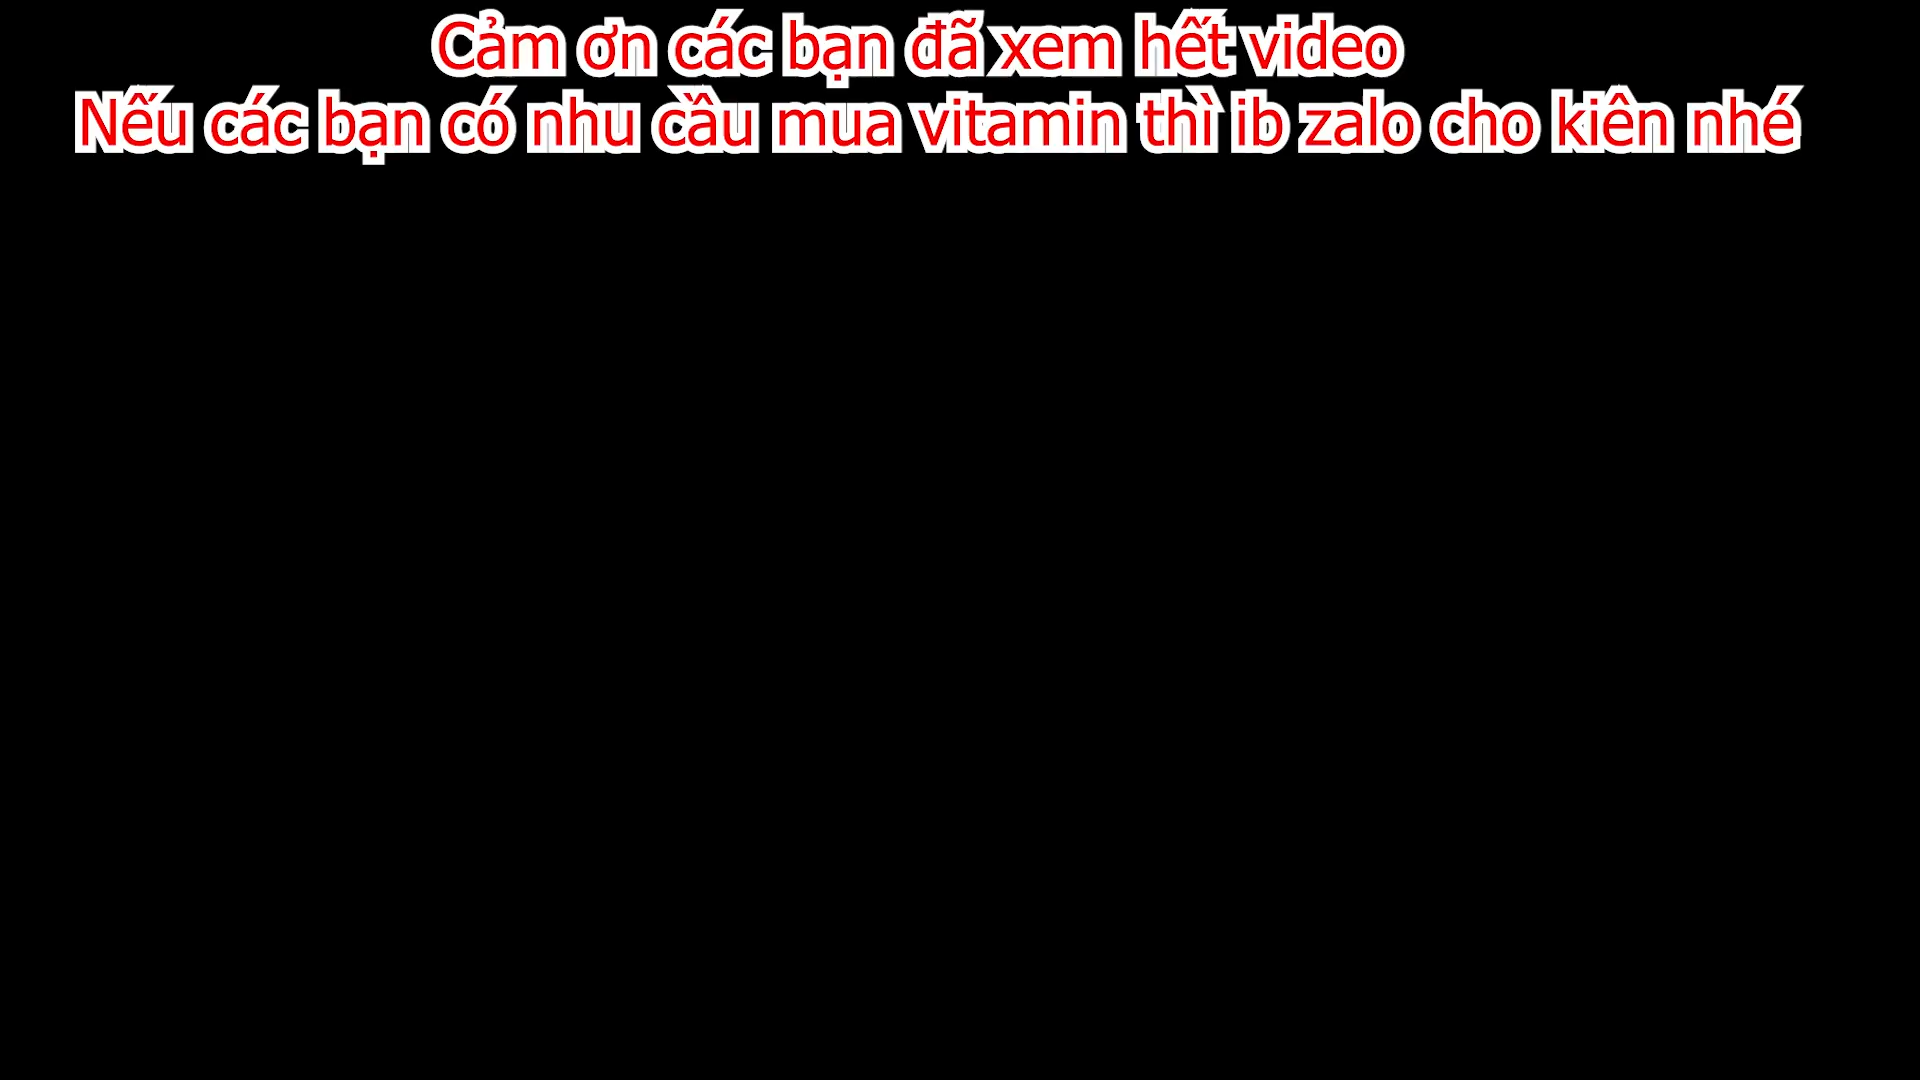 Cảm ơn các bạn đã xem hết video
Nếu các bạn có nhu cầu mua vitamin thì ib zalo cho kiên nhé